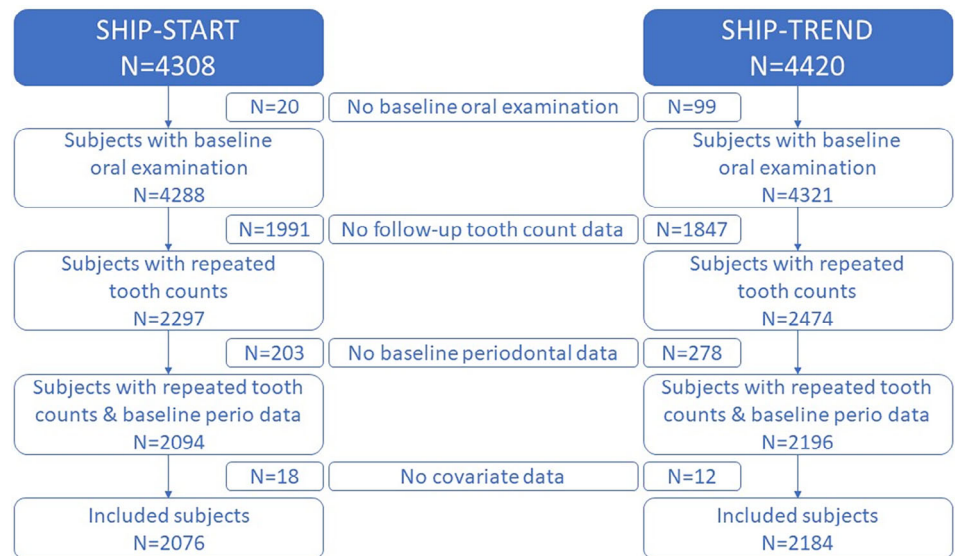 SHIP-START
N=4308
SHIP-TREND
N=4420
N=20
No baseline oral examination
N=99
Subjects with baseline
oral examination
N=4288
Subjects with baseline
oral examination
N=4321
N=1991
No follow-up tooth count data
N=1847
Subjects with repeated
tooth counts
N=2297
Subjects with repeated
tooth counts
N=2474
N=203
No baseline periodontal data
N=278
Subjects with repeated tooth
counts & baseline perio data
N=2094
Subjects with repeated tooth
counts & baseline perio data
N=2196
N=18
No covariate data
N=12
Included subjects
N=2076
Included subjects
N=2184